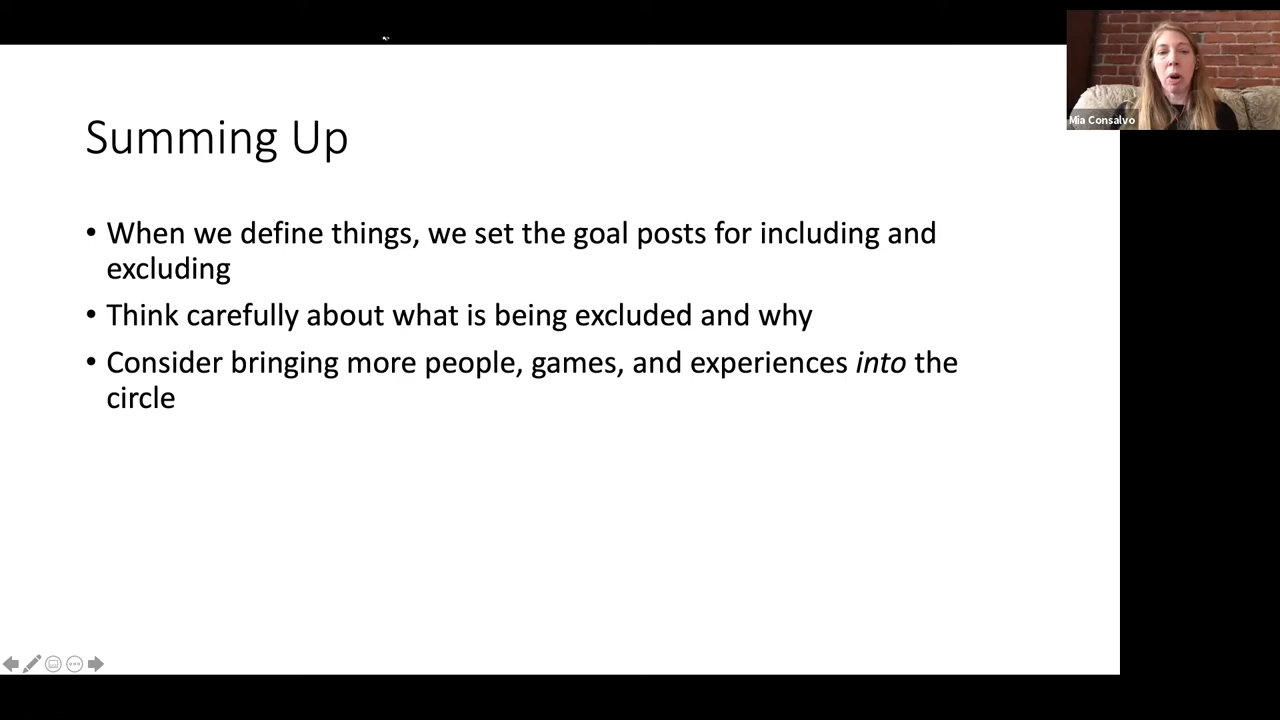 Mia Consalvo
Summing Up
• When we define things, we set the goal posts for including and
excluding
• Think carefully about what is being excluded and why
• Consider bringing more people, games, and experiences into the
circle